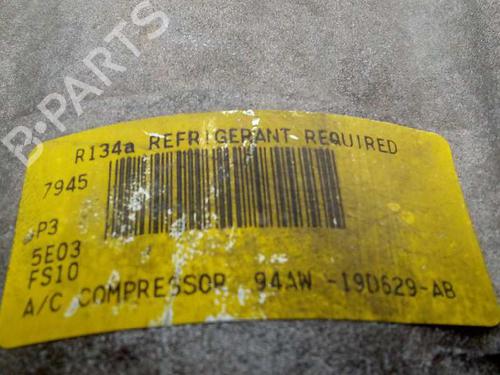 R134a REFRIGERANT REQUIRED
7945
P3
5E03
FS10
A/C COMPRESSOR 94AW -19D629-AB
B-PARTS